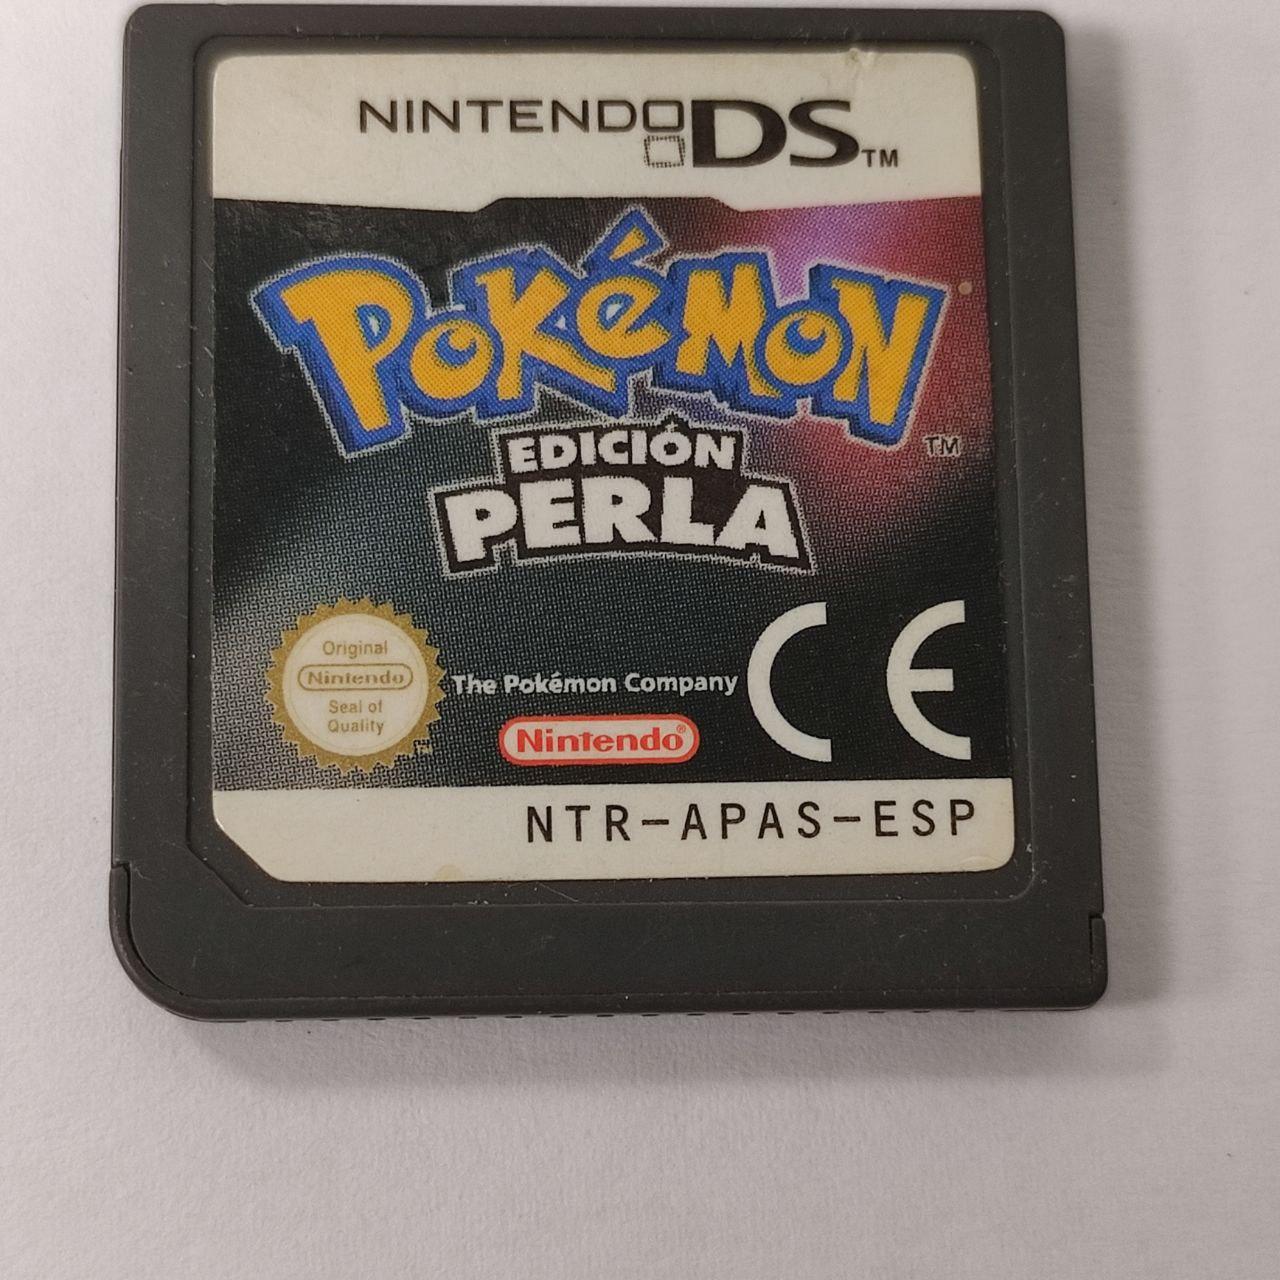 NINTENDO DS™
POKéMON
™
EDICIÓN
PERLA
Original
Nintendo
Seal of
Quality
™
The Pokémon Company
Nintendo®
CE
NTR-APAS-ESP